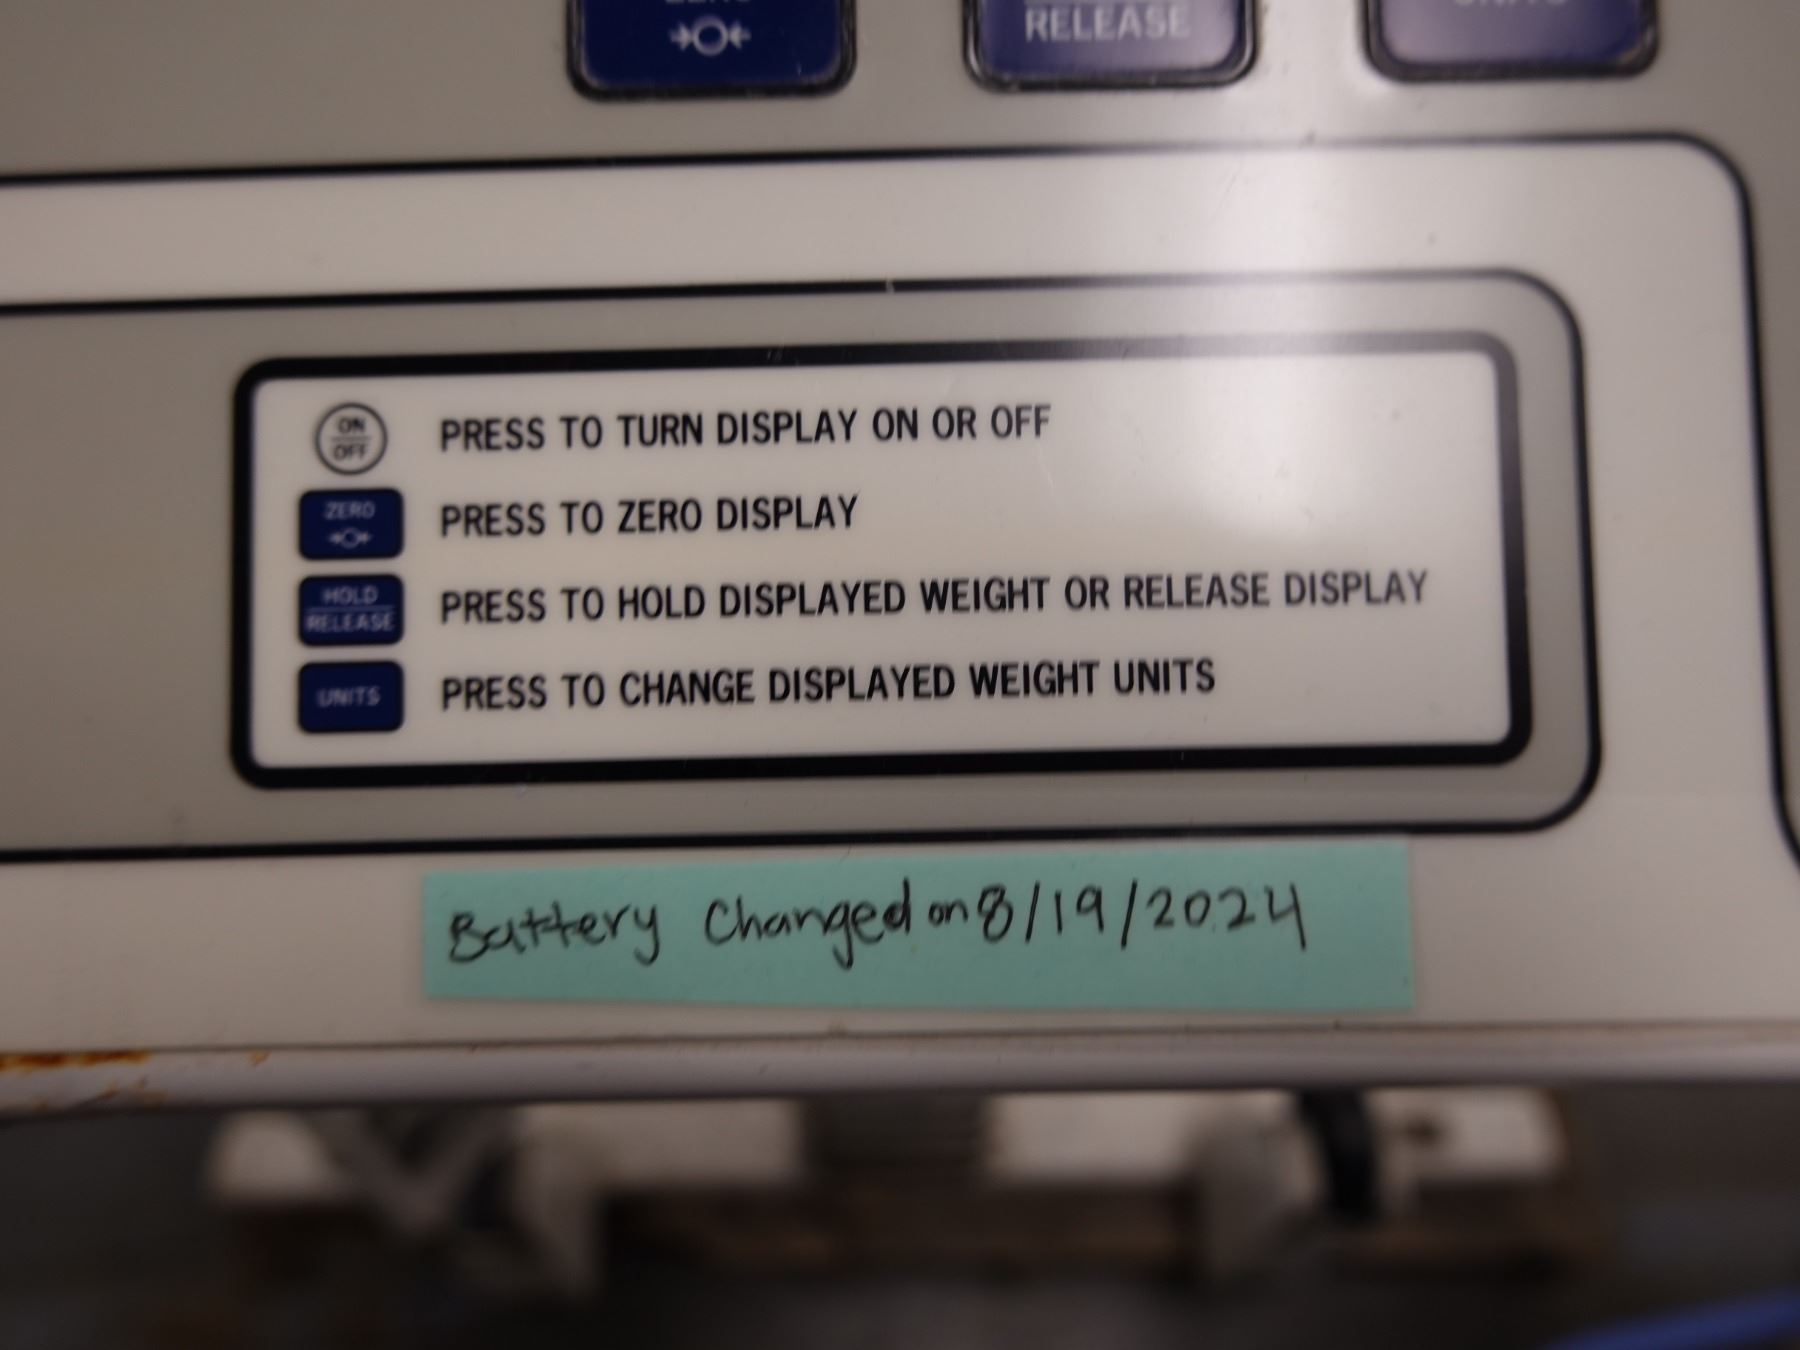 RELEASE
ON
OFF
PRESS TO TURN DISPLAY ON OR OFF
ZERO
PRESS TO ZERO DISPLAY
HOLD
RELEASE
PRESS TO HOLD DISPLAYED WEIGHT OR RELEASE DISPLAY
UNITS
PRESS TO CHANGE DISPLAYED WEIGHT UNITS
Battery Changed on 8/19/2024